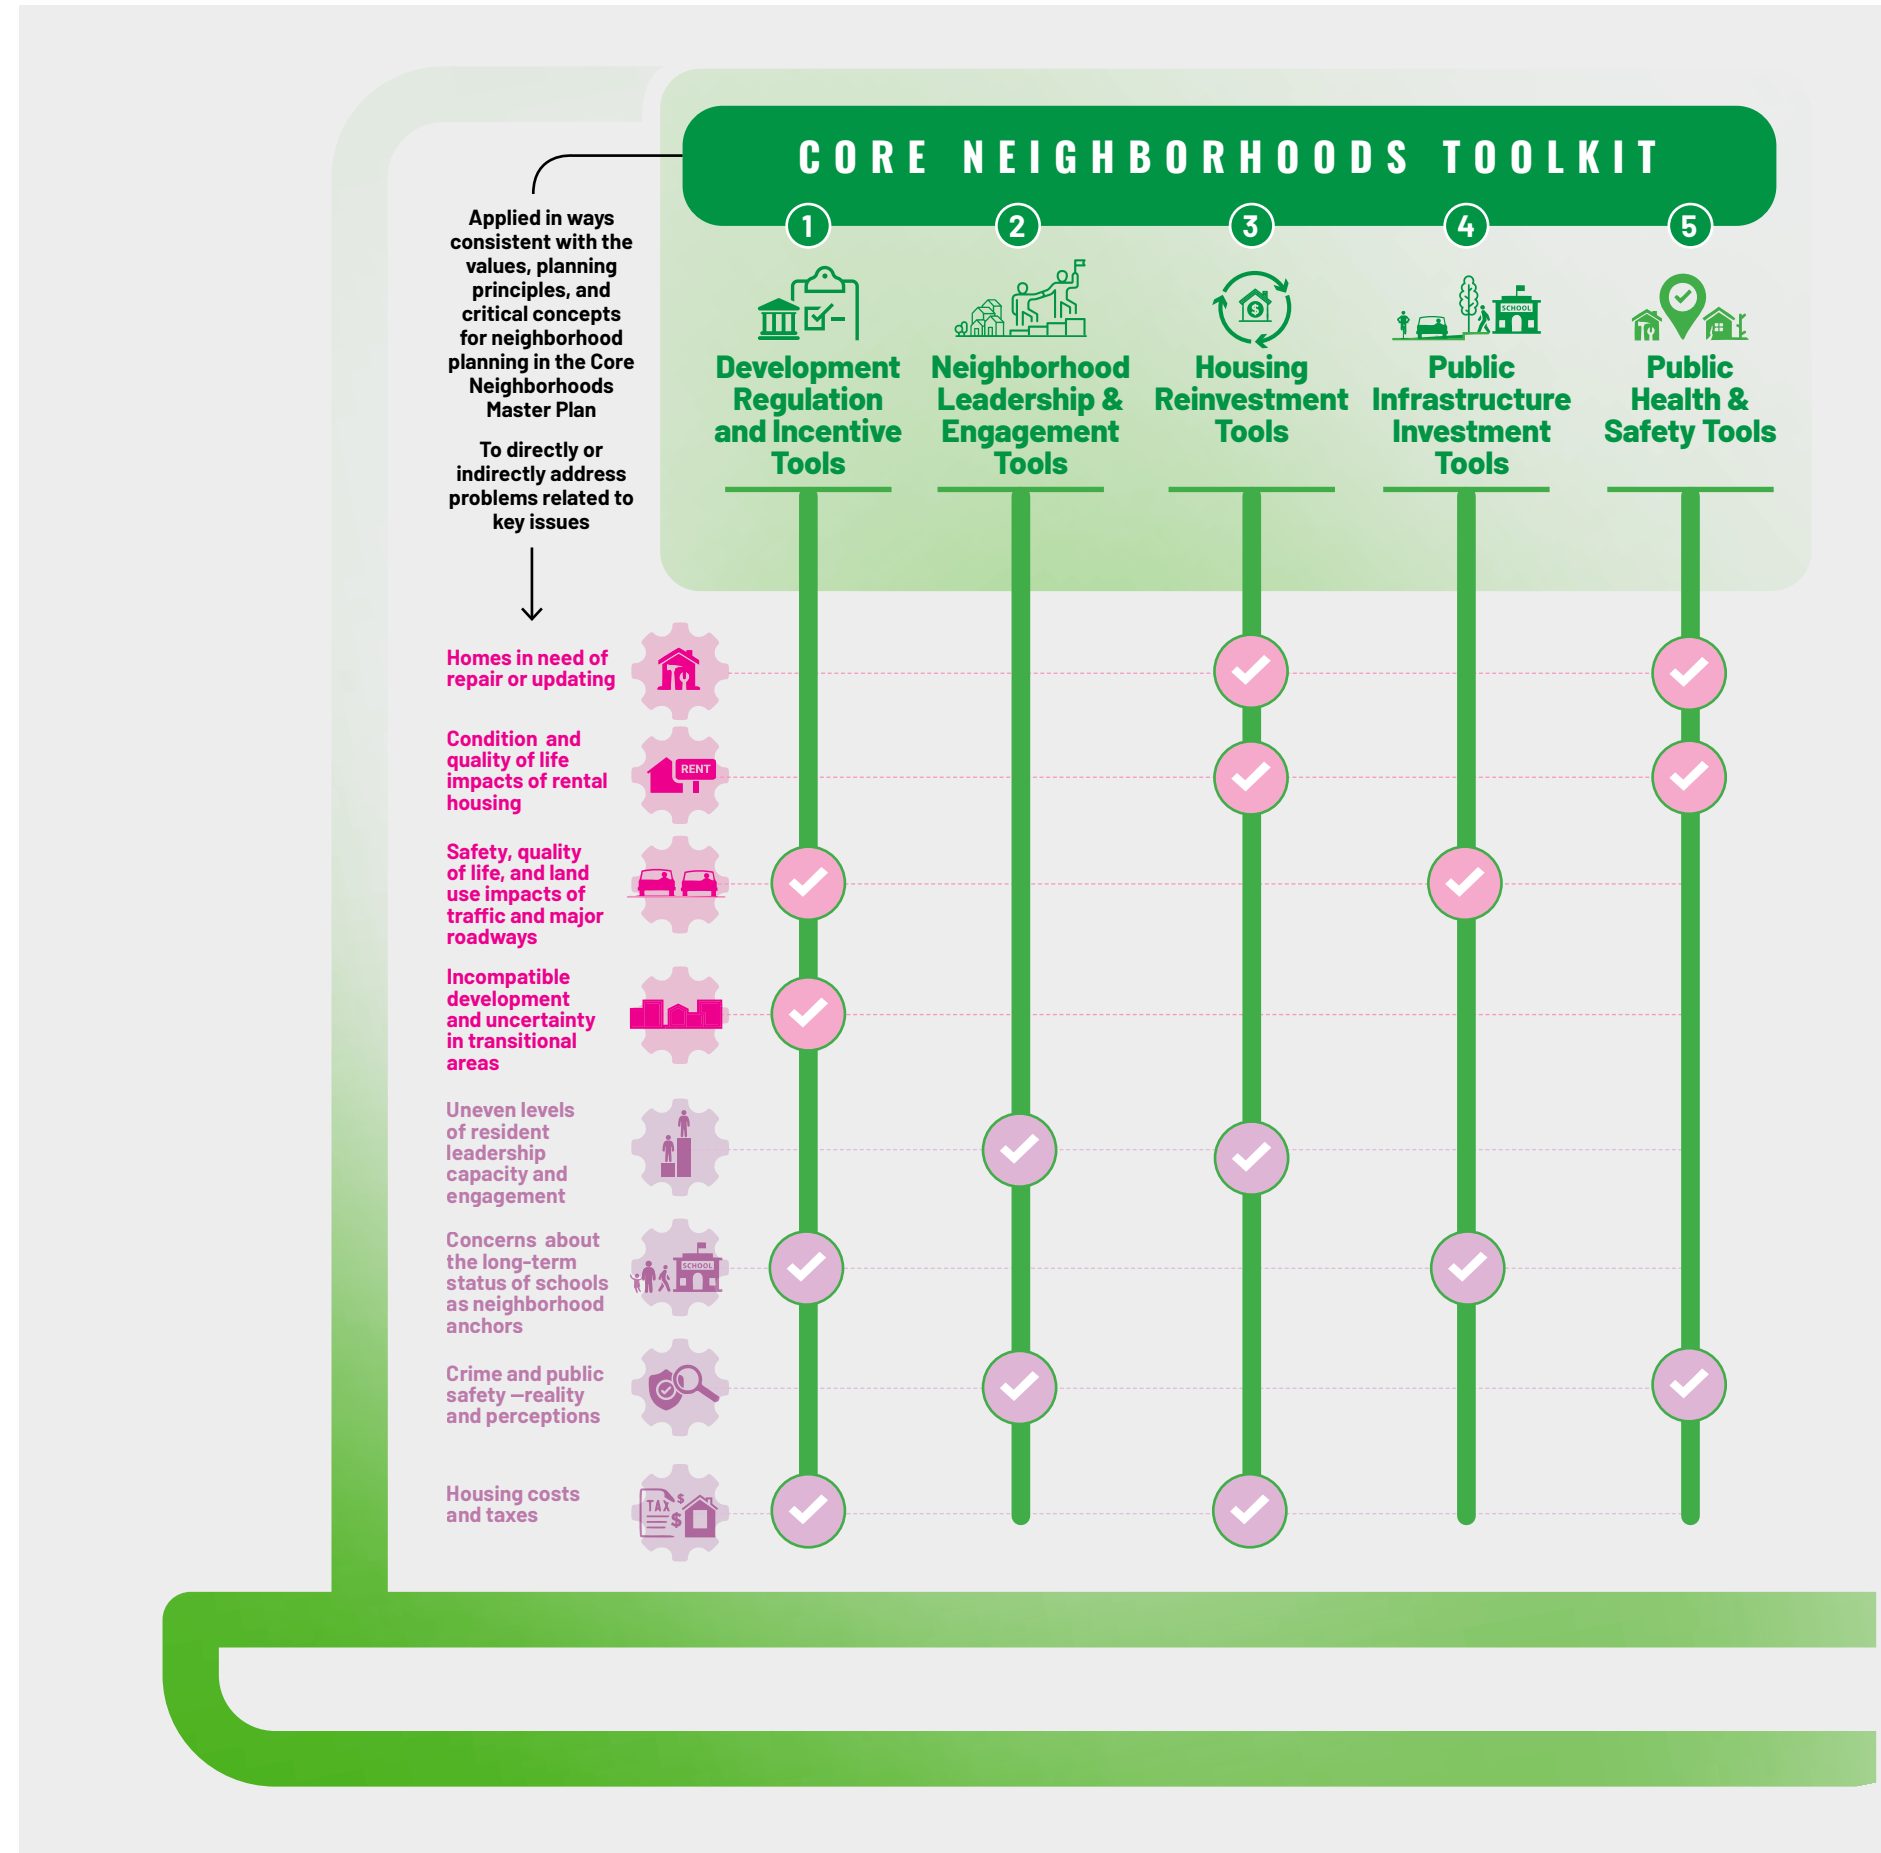 CORE NEIGHBORHOODS TOOLKIT
Applied in ways
consistent with the
values, planning
principles, and
critical concepts
for neighborhood
planning in the Core
Neighborhoods
Master Plan
To directly or
indirectly address
problems related to
key issues
1
Development
Regulation
and Incentive
Tools
2
Neighborhood
Leadership &
Engagement
Tools
3
$
Housing
Reinvestment
Tools
4
SCHOOL
Public
Infrastructure
Investment
Tools
5
Public
Health &
Safety Tools
Homes in need of
repair or updating
Condition and
quality of life
impacts of rental
housing
RENT
Safety, quality
of life, and land
use impacts of
traffic and major
roadways
Incompatible
development
and uncertainty
in transitional
areas
Uneven levels
of resident
leadership
capacity and
engagement
Concerns about
the long-term
status of schools
as neighborhood
anchors
SCHOOL
Crime and public
safety —reality
and perceptions
Housing costs
and taxes
TAX
$
$